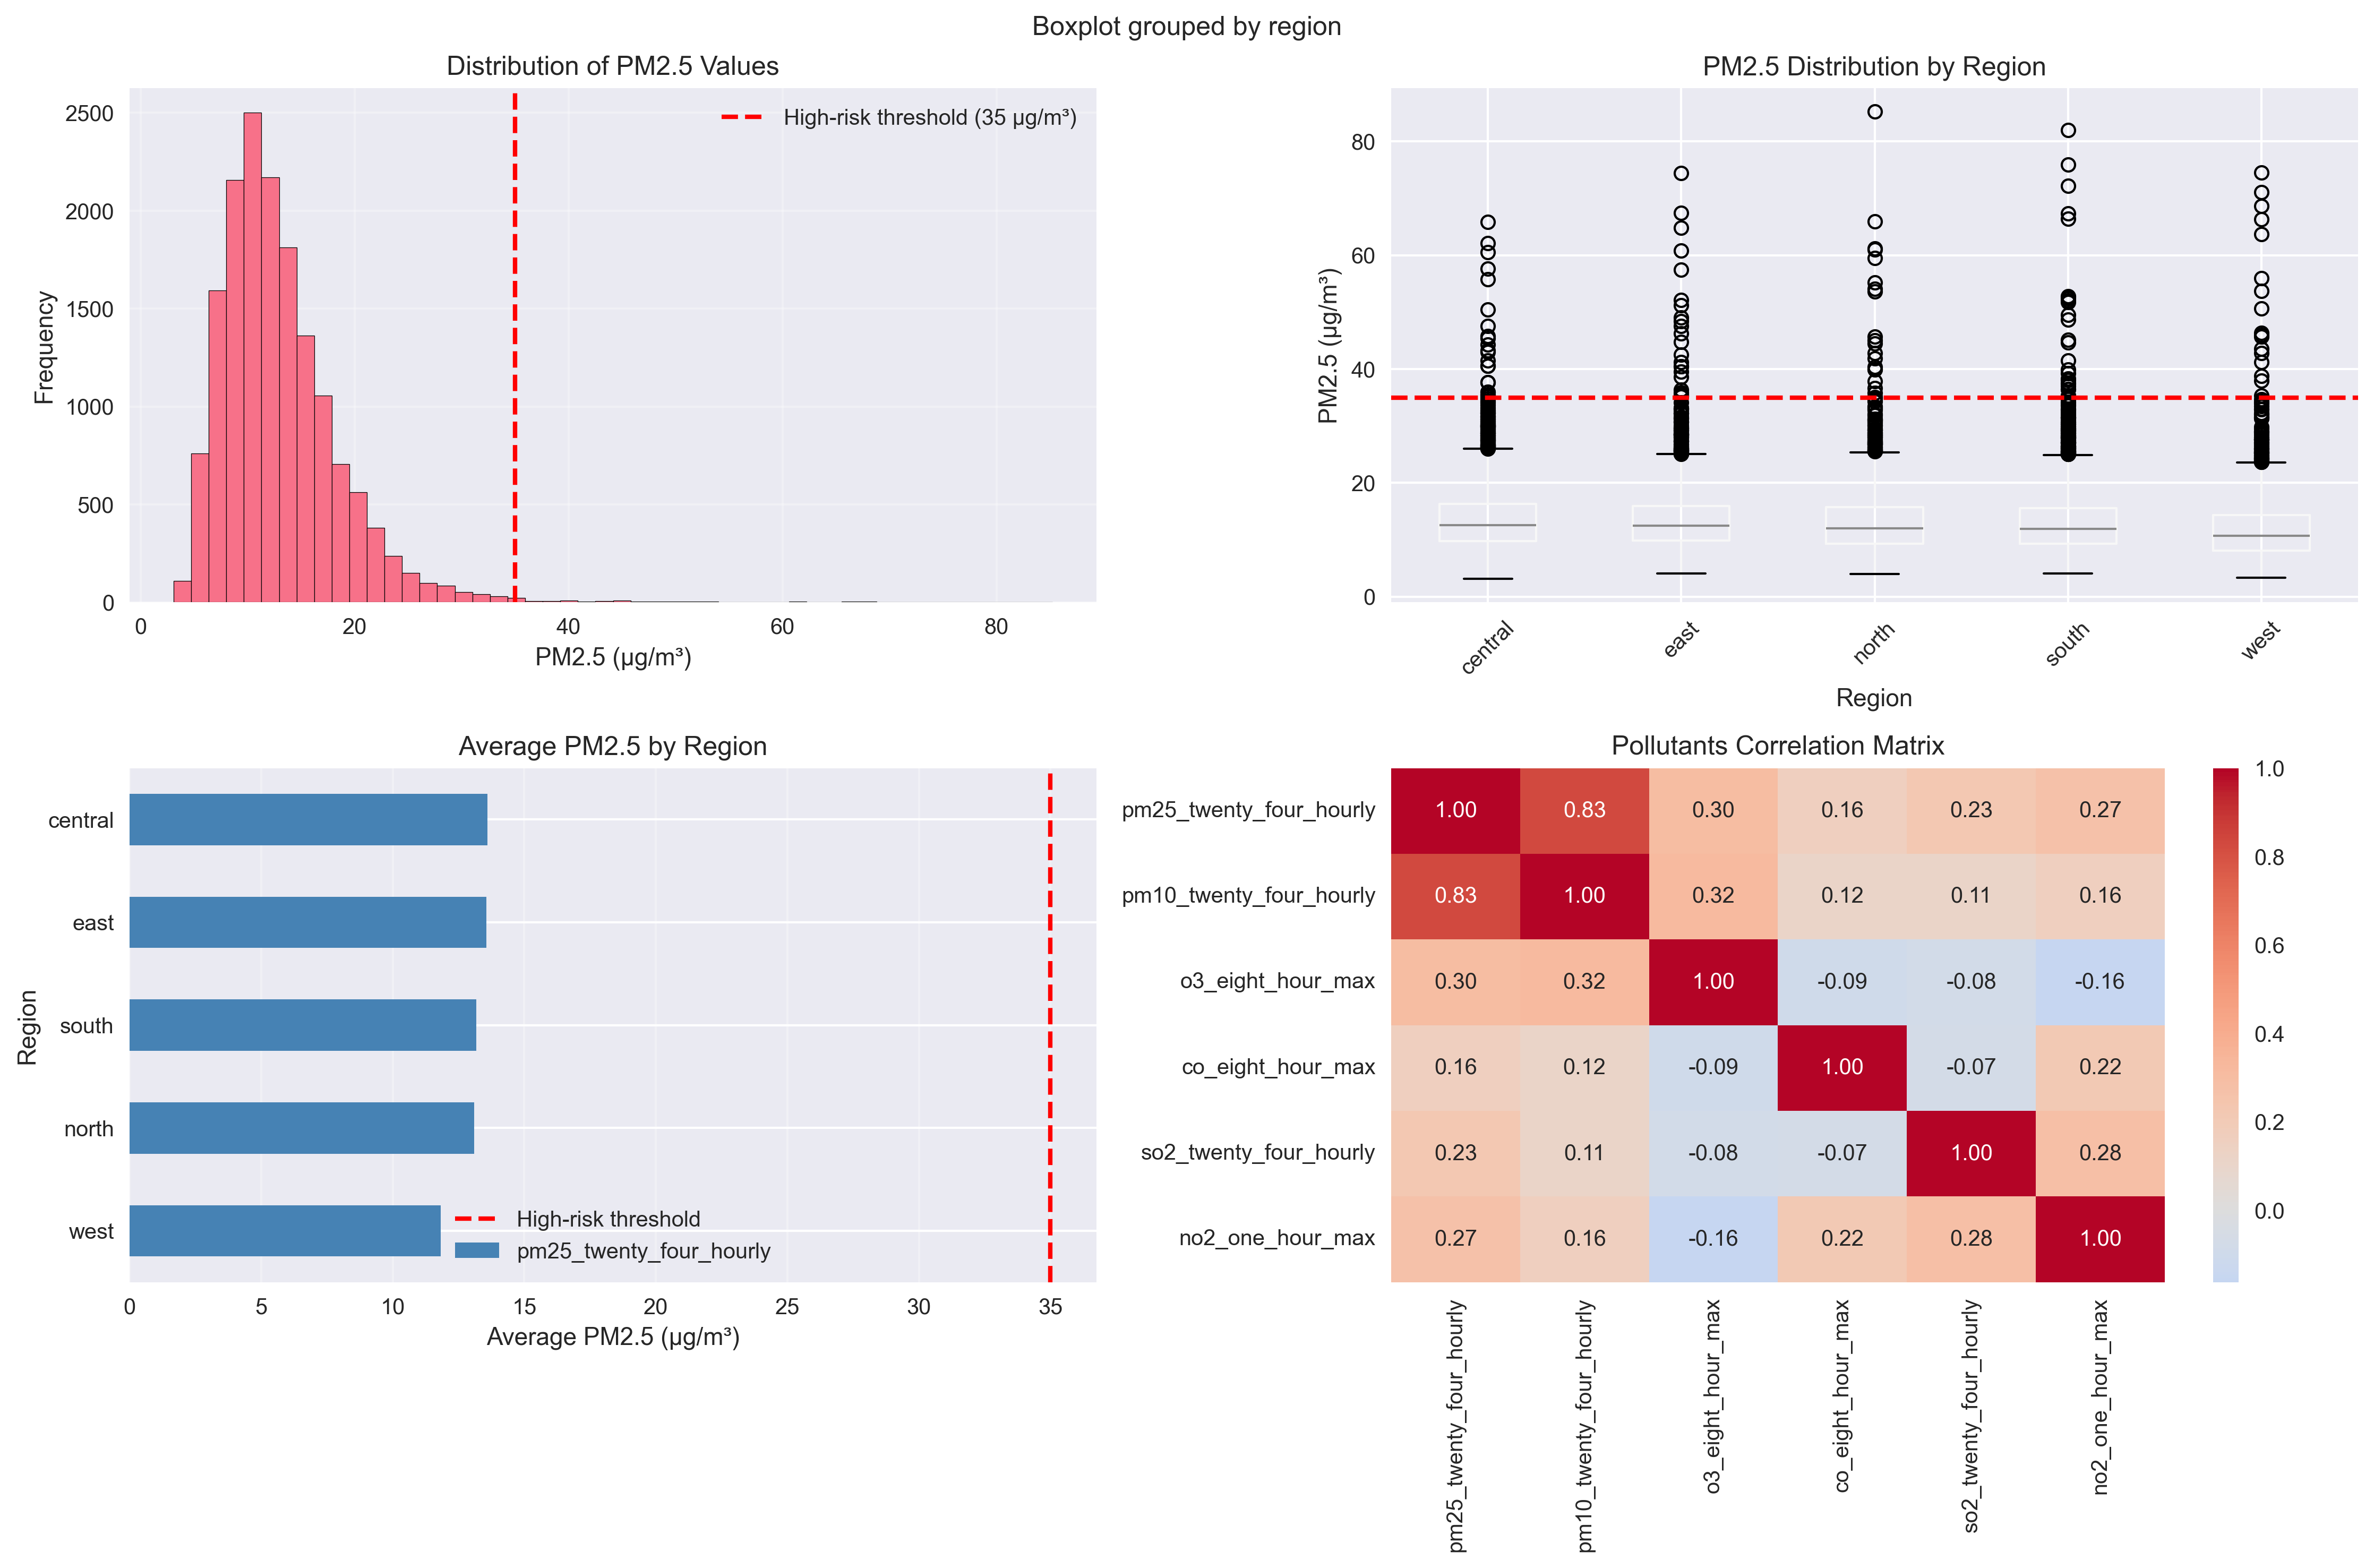 Boxplot grouped by region
Distribution of PM2.5 Values
2500
2000
1500
1000
500
0
Frequency
High-risk threshold (35 μg/m³)
0 20 40 60 80
PM2.5 (μg/m³)
PM2.5 Distribution by Region
80
60
40
20
0
PM2.5 (μg/m³)
central east north south west
Region
Average PM2.5 by Region
central
east
south
north
west
Region
High-risk threshold
pm25_twenty_four_hourly
0 5 10 15 20 25 30 35
Average PM2.5 (μg/m³)
Pollutants Correlation Matrix
pm25_twenty_four_hourly 1.00 0.83 0.30 0.16 0.23 0.27
pm10_twenty_four_hourly 0.83 1.00 0.32 0.12 0.11 0.16
o3_eight_hour_max 0.30 0.32 1.00 -0.09 -0.08 -0.16
co_eight_hour_max 0.16 0.12 -0.09 1.00 -0.07 0.22
so2_twenty_four_hourly 0.23 0.11 -0.08 -0.07 1.00 0.28
no2_one_hour_max 0.27 0.16 -0.16 0.22 0.28 1.00
pm25_twenty_four_hourly
pm10_twenty_four_hourly
o3_eight_hour_max
co_eight_hour_max
so2_twenty_four_hourly
no2_one_hour_max
1.0
0.8
0.6
0.4
0.2
0.0